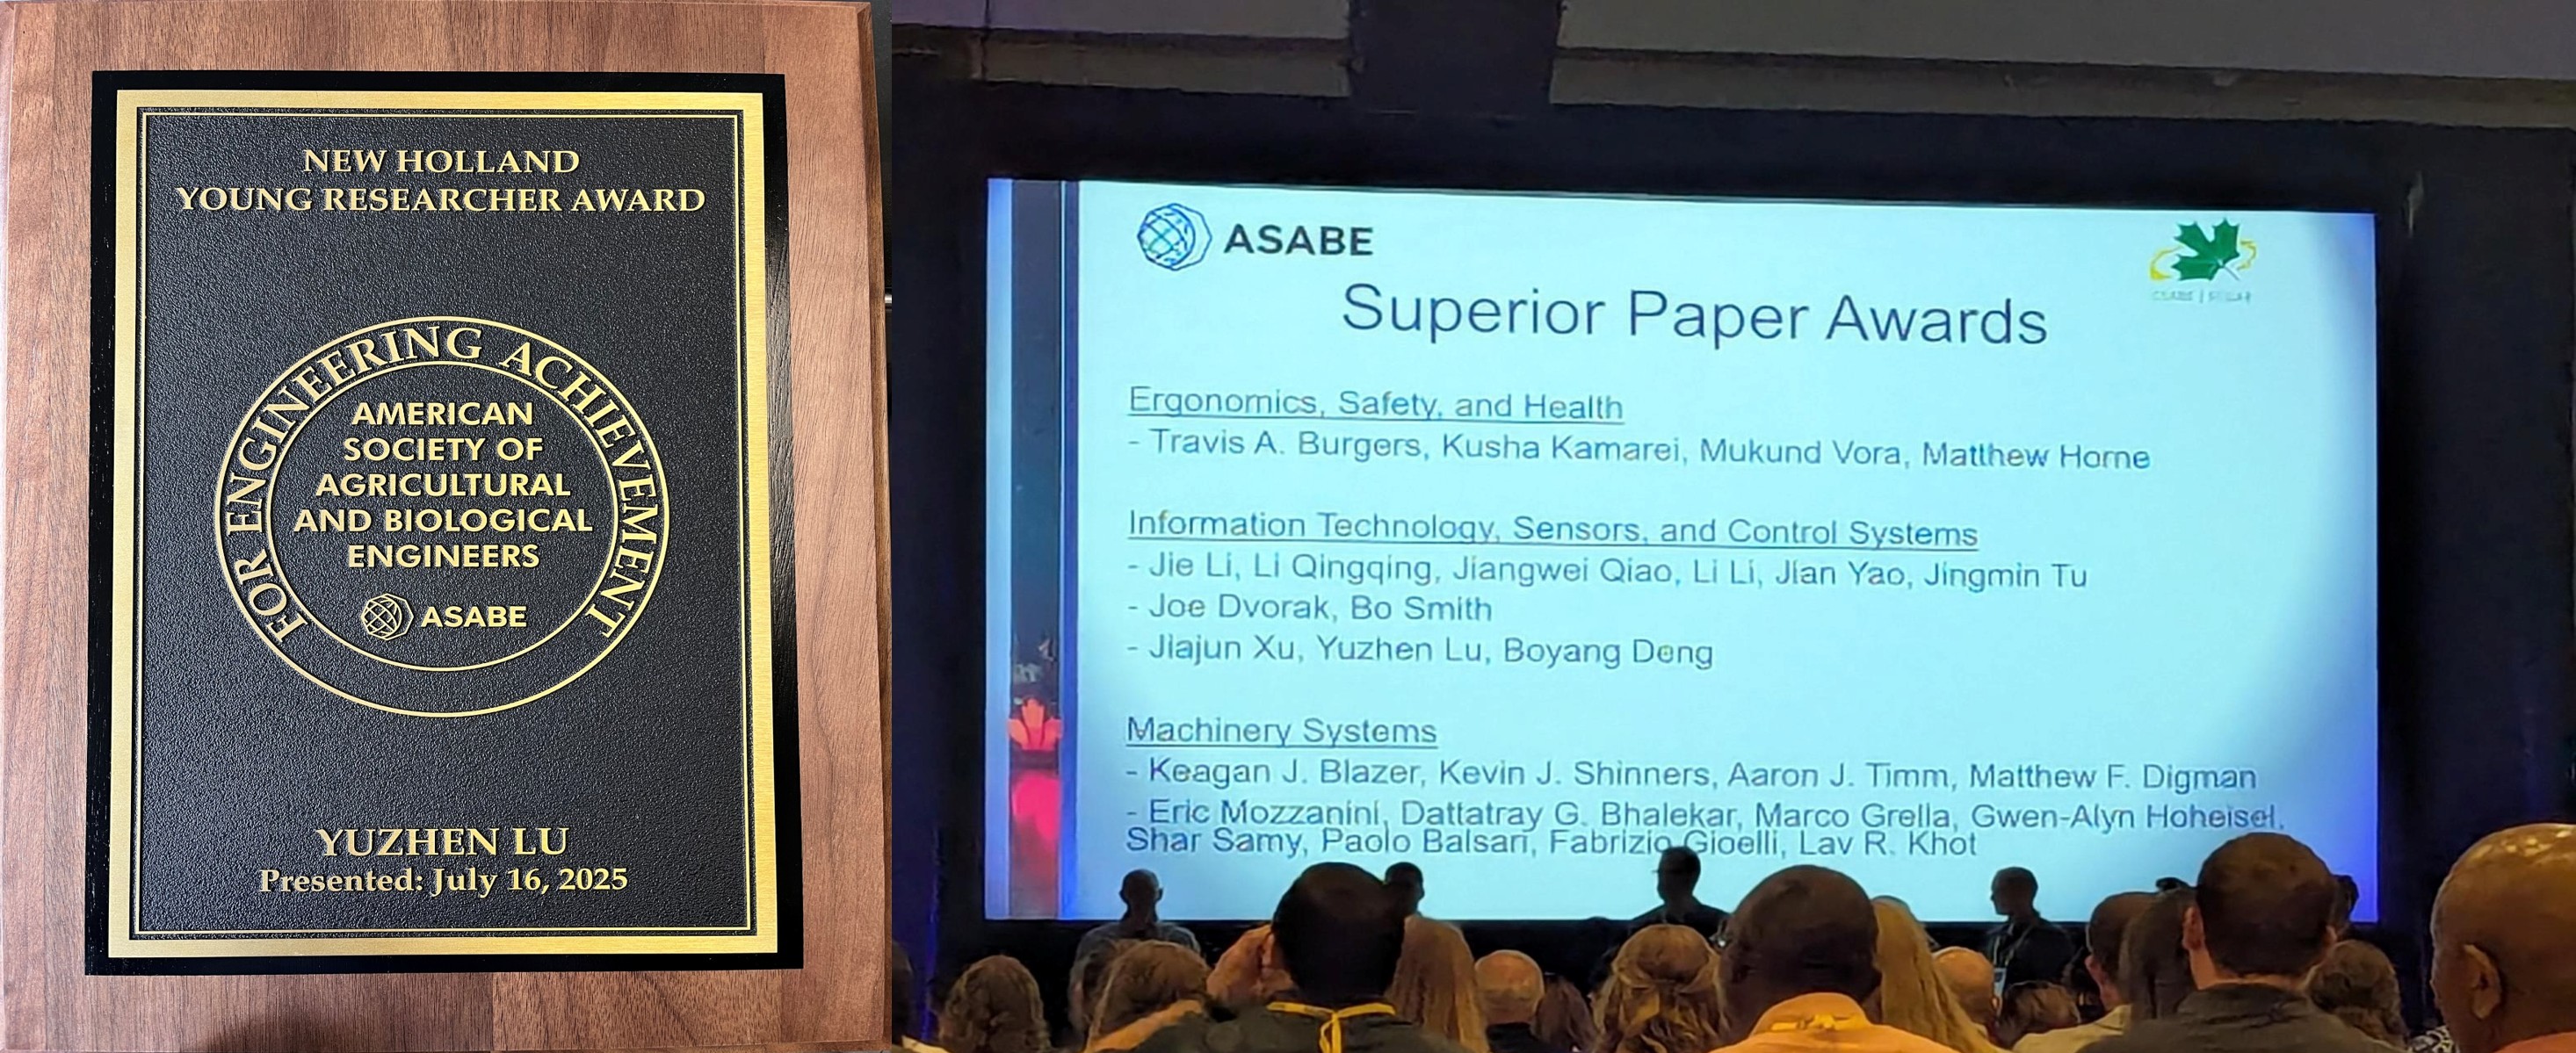 NEW HOLLAND
YOUNG RESEARCHER AWARD
FOR ENGINEERING ACHIEVEMENT
AMERICAN
SOCIETY OF
AGRICULTURAL
AND BIOLOGICAL
ENGINEERS
ASABE
YUZHEN LU
Presented: July 16, 2025
ASABE
Superior Paper Awards
Ergonomics, Safety, and Health
- Travis A. Burgers, Kusha Kamarei, Mukund Vora, Matthew Horne
Information Technology, Sensors, and Control Systems
- Jie Li, Li Qingqing, Jiangwei Qiao, Li Li, Jian Yao, Jingmin Tu
- Joe Dvorak, Bo Smith
- Jiajun Xu, Yuzhen Lu, Boyang Deng
Machinery Systems
- Keagan J. Blazer, Kevin J. Shinners, Aaron J. Timm, Matthew F. Digman
- Eric Mozzanini, Dattatray G. Bhalekar, Marco Grella, Gwen-Alyn Hoheisel,
Shar Samy, Paolo Balsari, Fabrizio Gioelli, Lav R. Khot